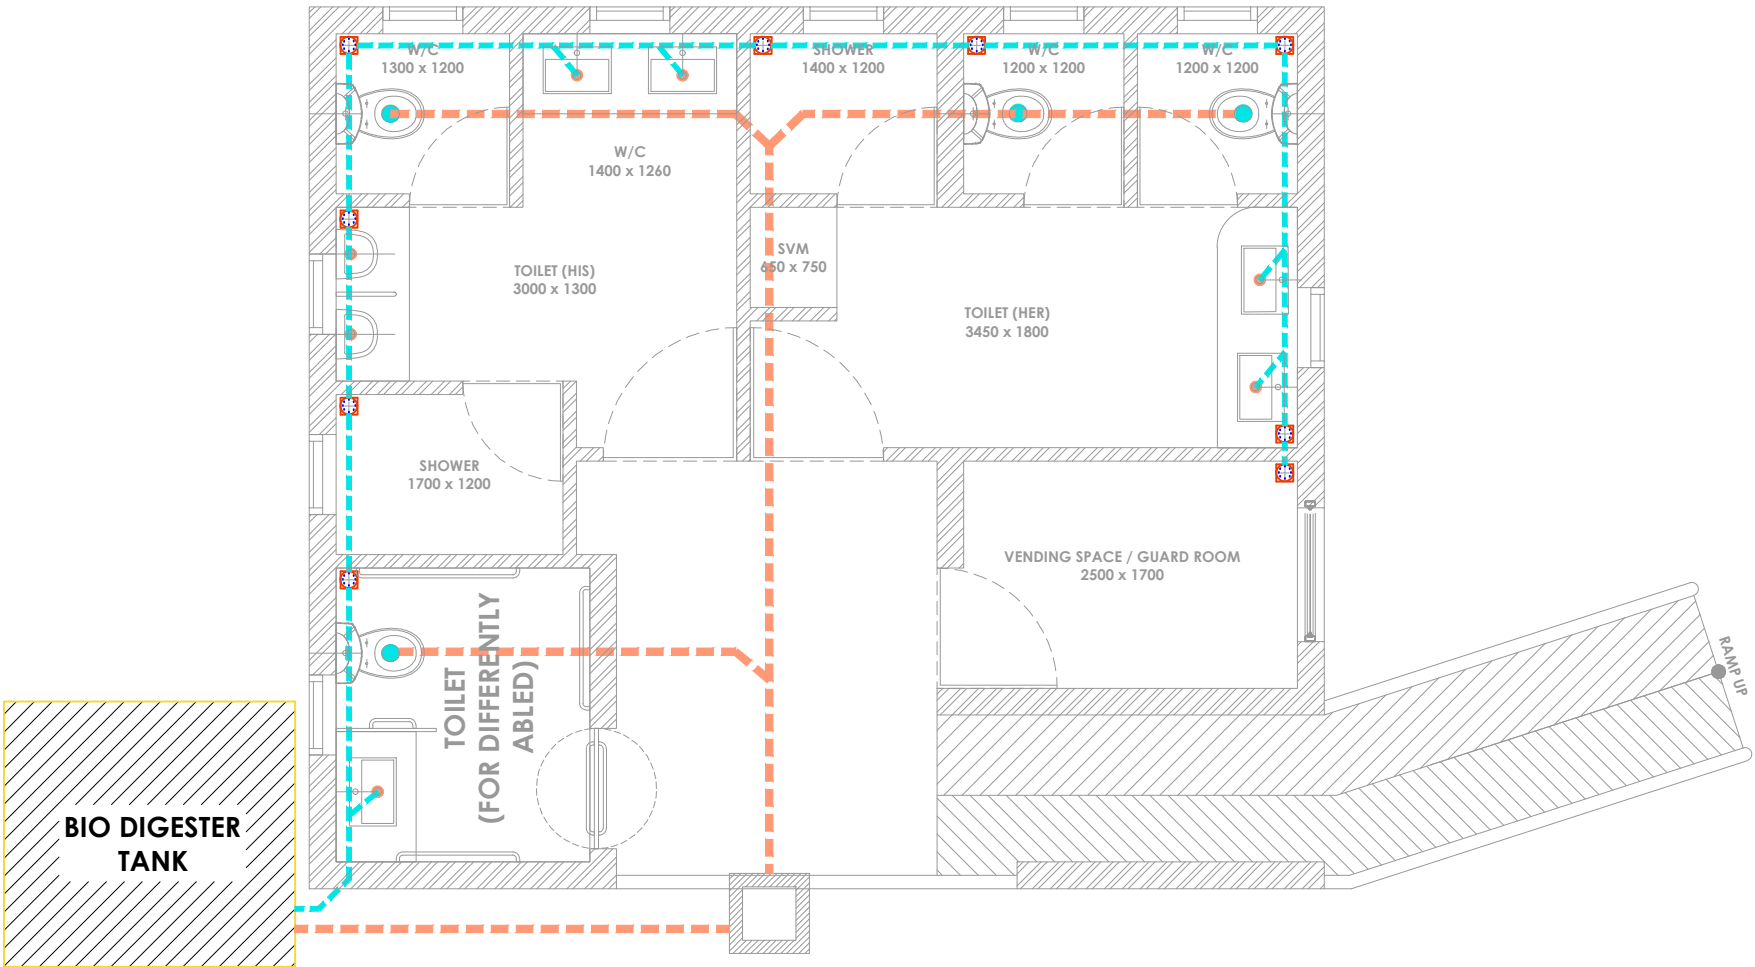 W/C
1300 x 1200
SHOWER
1400 x 1200
W/C
1200 x 1200
W/C
1200 x 1200
W/C
1400 x 1260
SVM
650 x 750
TOILET (HIS)
3000 x 1300
TOILET (HER)
3450 x 1800
SHOWER
1700 x 1200
VENDING SPACE / GUARD ROOM
2500 x 1700
TOILET
(FOR DIFFERENTLY
ABLED)
RAMP UP
BIO DIGESTER
TANK